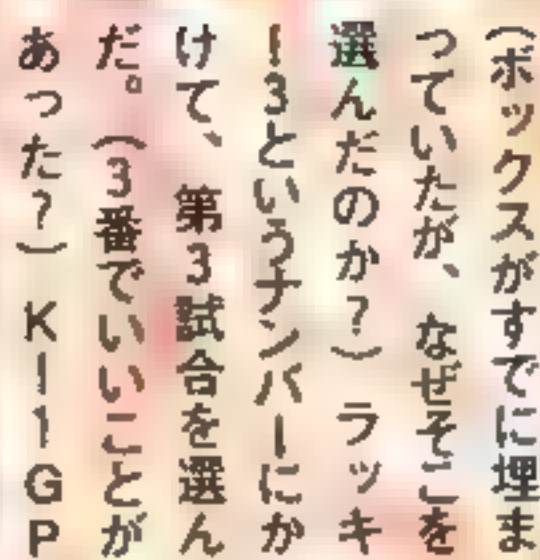 (ボックスがすでに埋ま
っていたが、なぜそこを
選んだのか?)ラッキ
ー3というナンバーにか
けて、第3試合を選ん
だ。(3番でいいことが
あった?)K―1GP